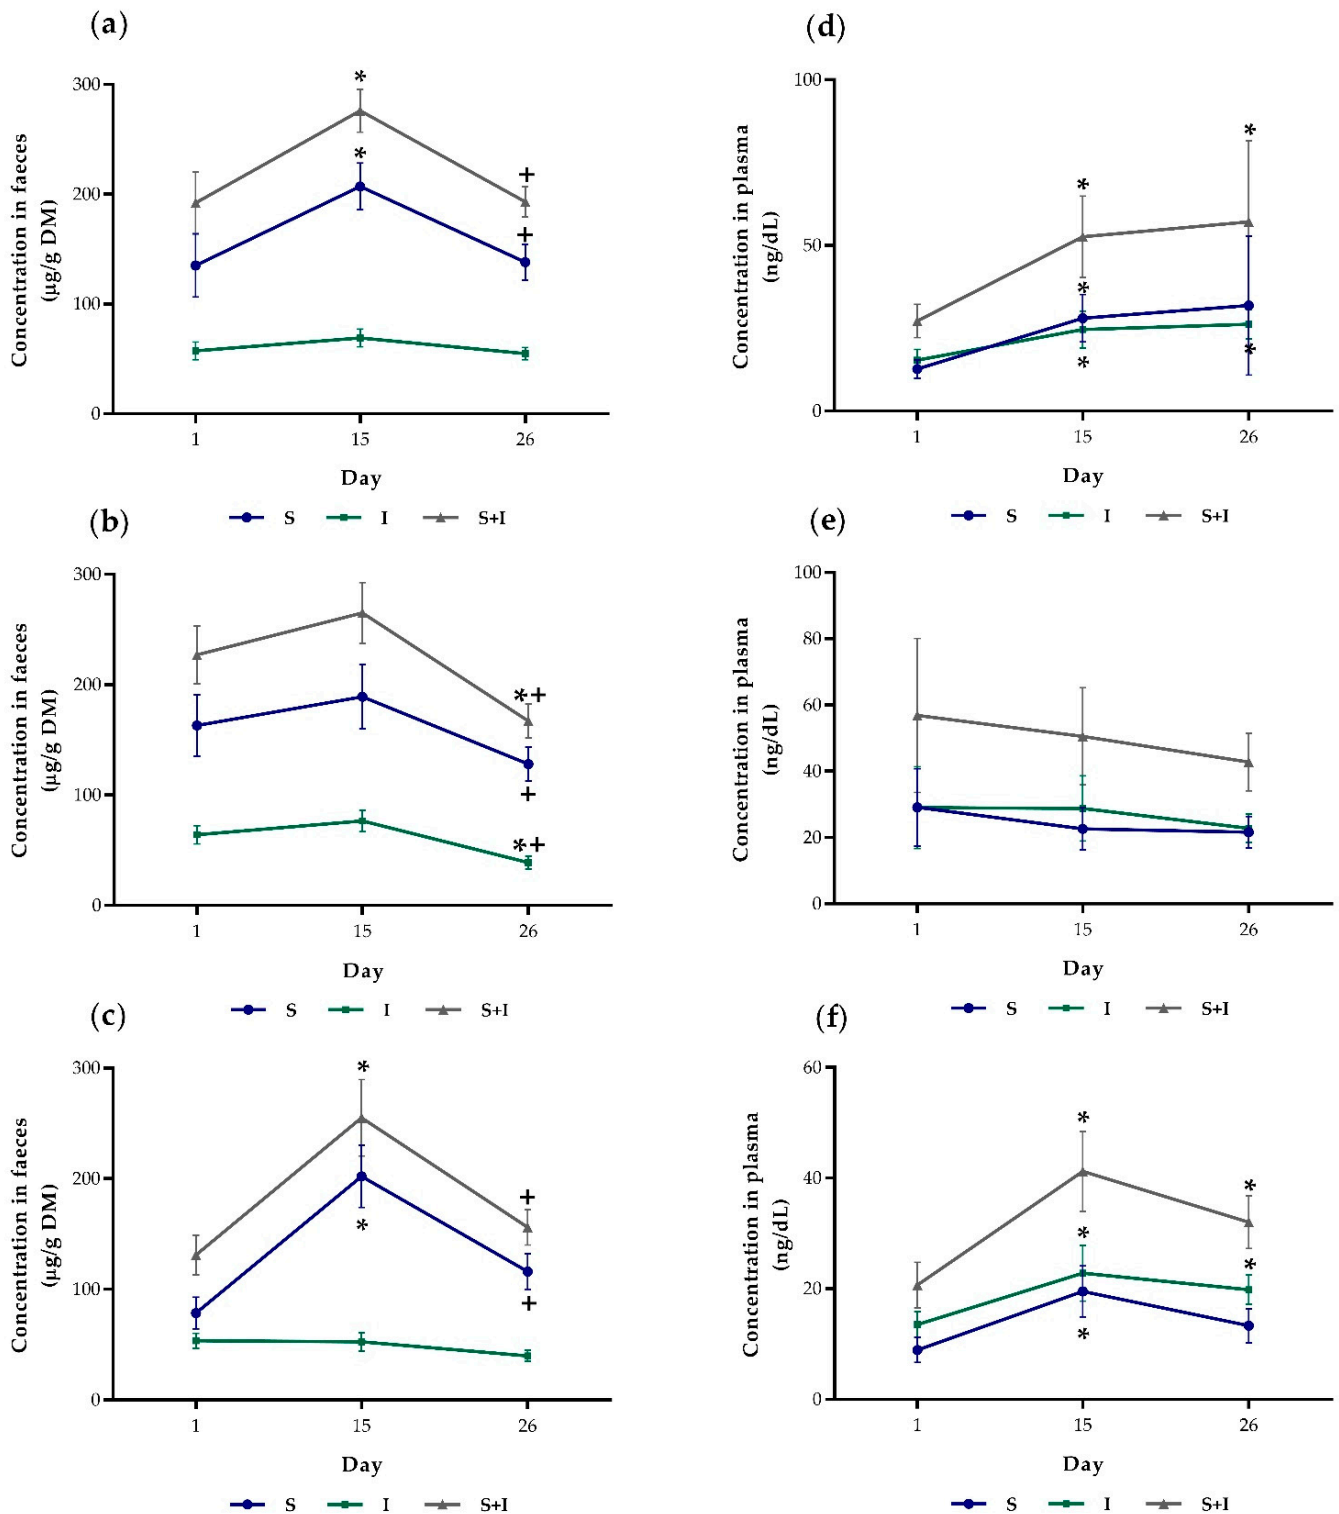 (a)
Concentration in faeces
(µg/g DM)
300
200
100
0
*
*
+
+
1 15 26
Day
S I S+I
(d)
Concentration in plasma
(ng/dL)
100
50
0
*
*
*
*
*
1 15 26
Day
S I S+I
(b)
Concentration in faeces
(µg/g DM)
300
200
100
0
*+
+
*+
1 15 26
Day
S I S+I
(e)
Concentration in plasma
(ng/dL)
100
80
60
40
20
0
1 15 26
Day
S I S+I
(c)
Concentration in faeces
(µg/g DM)
300
200
100
0
*
*
+
+
1 15 26
Day
S I S+I
(f)
Concentration in plasma
(ng/dL)
60
40
20
0
*
*
*
*
*
1 15 26
Day
S I S+I